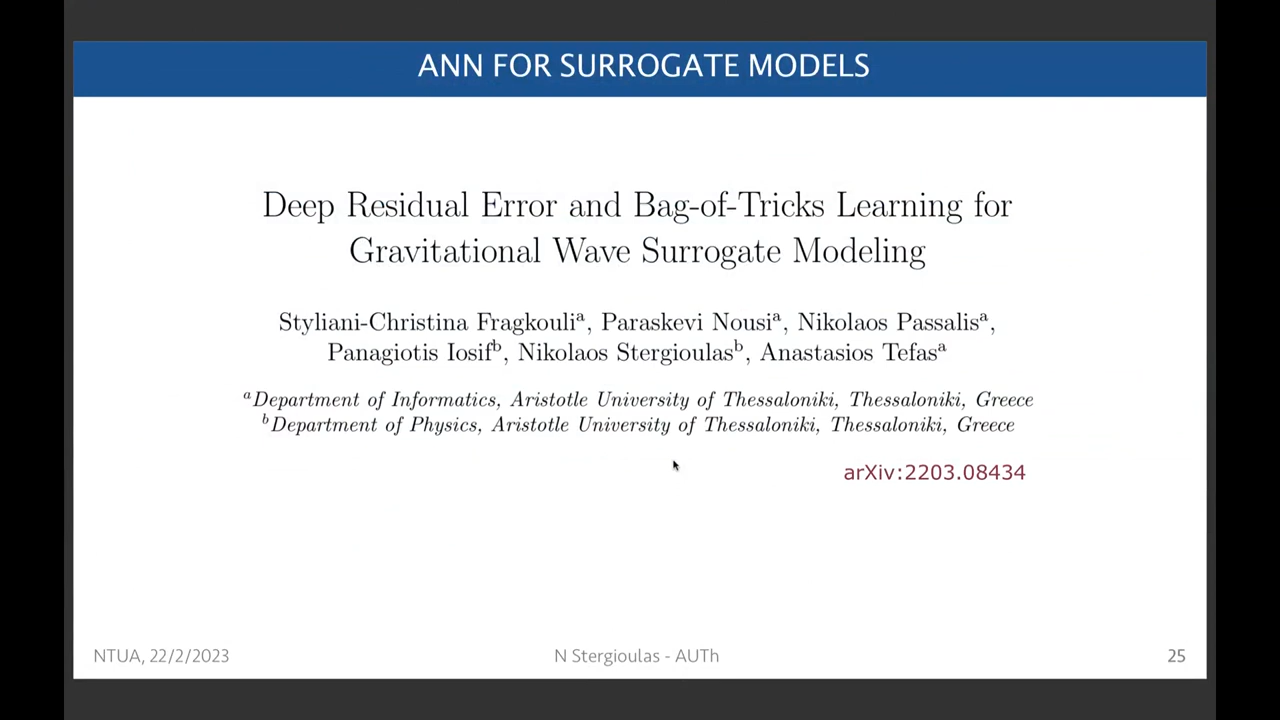 ANN FOR SURROGATE MODELS
Deep Residual Error and Bag-of-Tricks Learning for
Gravitational Wave Surrogate Modeling
Styliani-Christina Fragkouliᵃ, Paraskevi Nousiᵃ, Nikolaos Passalisᵃ,
Panagiotis Iosifᵇ, Nikolaos Stergioulasᵇ, Anastasios Tefasᵃ
ᵃDepartment of Informatics, Aristotle University of Thessaloniki, Thessaloniki, Greece
ᵇDepartment of Physics, Aristotle University of Thessaloniki, Thessaloniki, Greece
arXiv:2203.08434
NTUA, 22/2/2023 N Stergioulas - AUTh 25